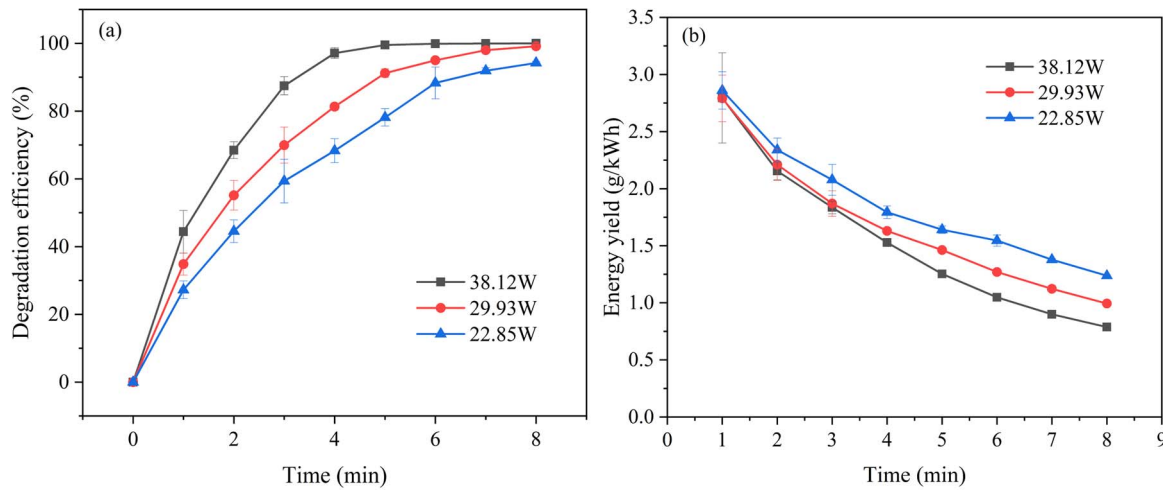 (a)
100
80
60
40
20
0
Degradation efficiency (%)
38.12W
29.93W
22.85W
0
2
4
6
8
Time (min)
(b)
3.5
3.0
2.5
2.0
1.5
1.0
0.5
0.0
Energy yield (g/kWh)
38.12W
29.93W
22.85W
0
1
2
3
4
5
6
7
8
9
Time (min)